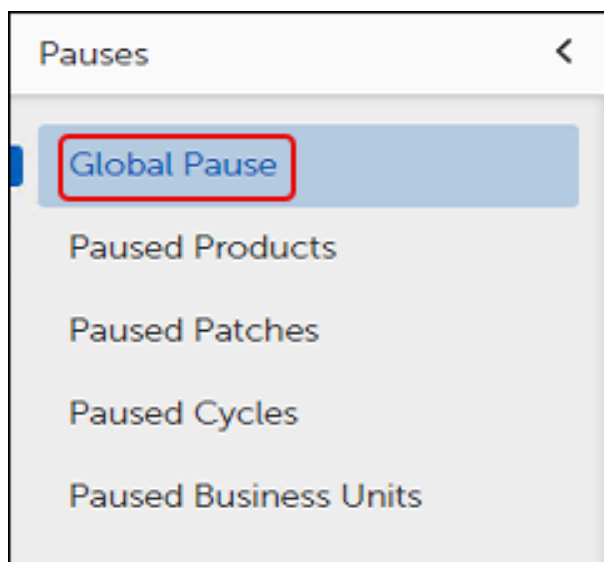 Pauses
Global Pause
Paused Products
Paused Patches
Paused Cycles
Paused Business Units